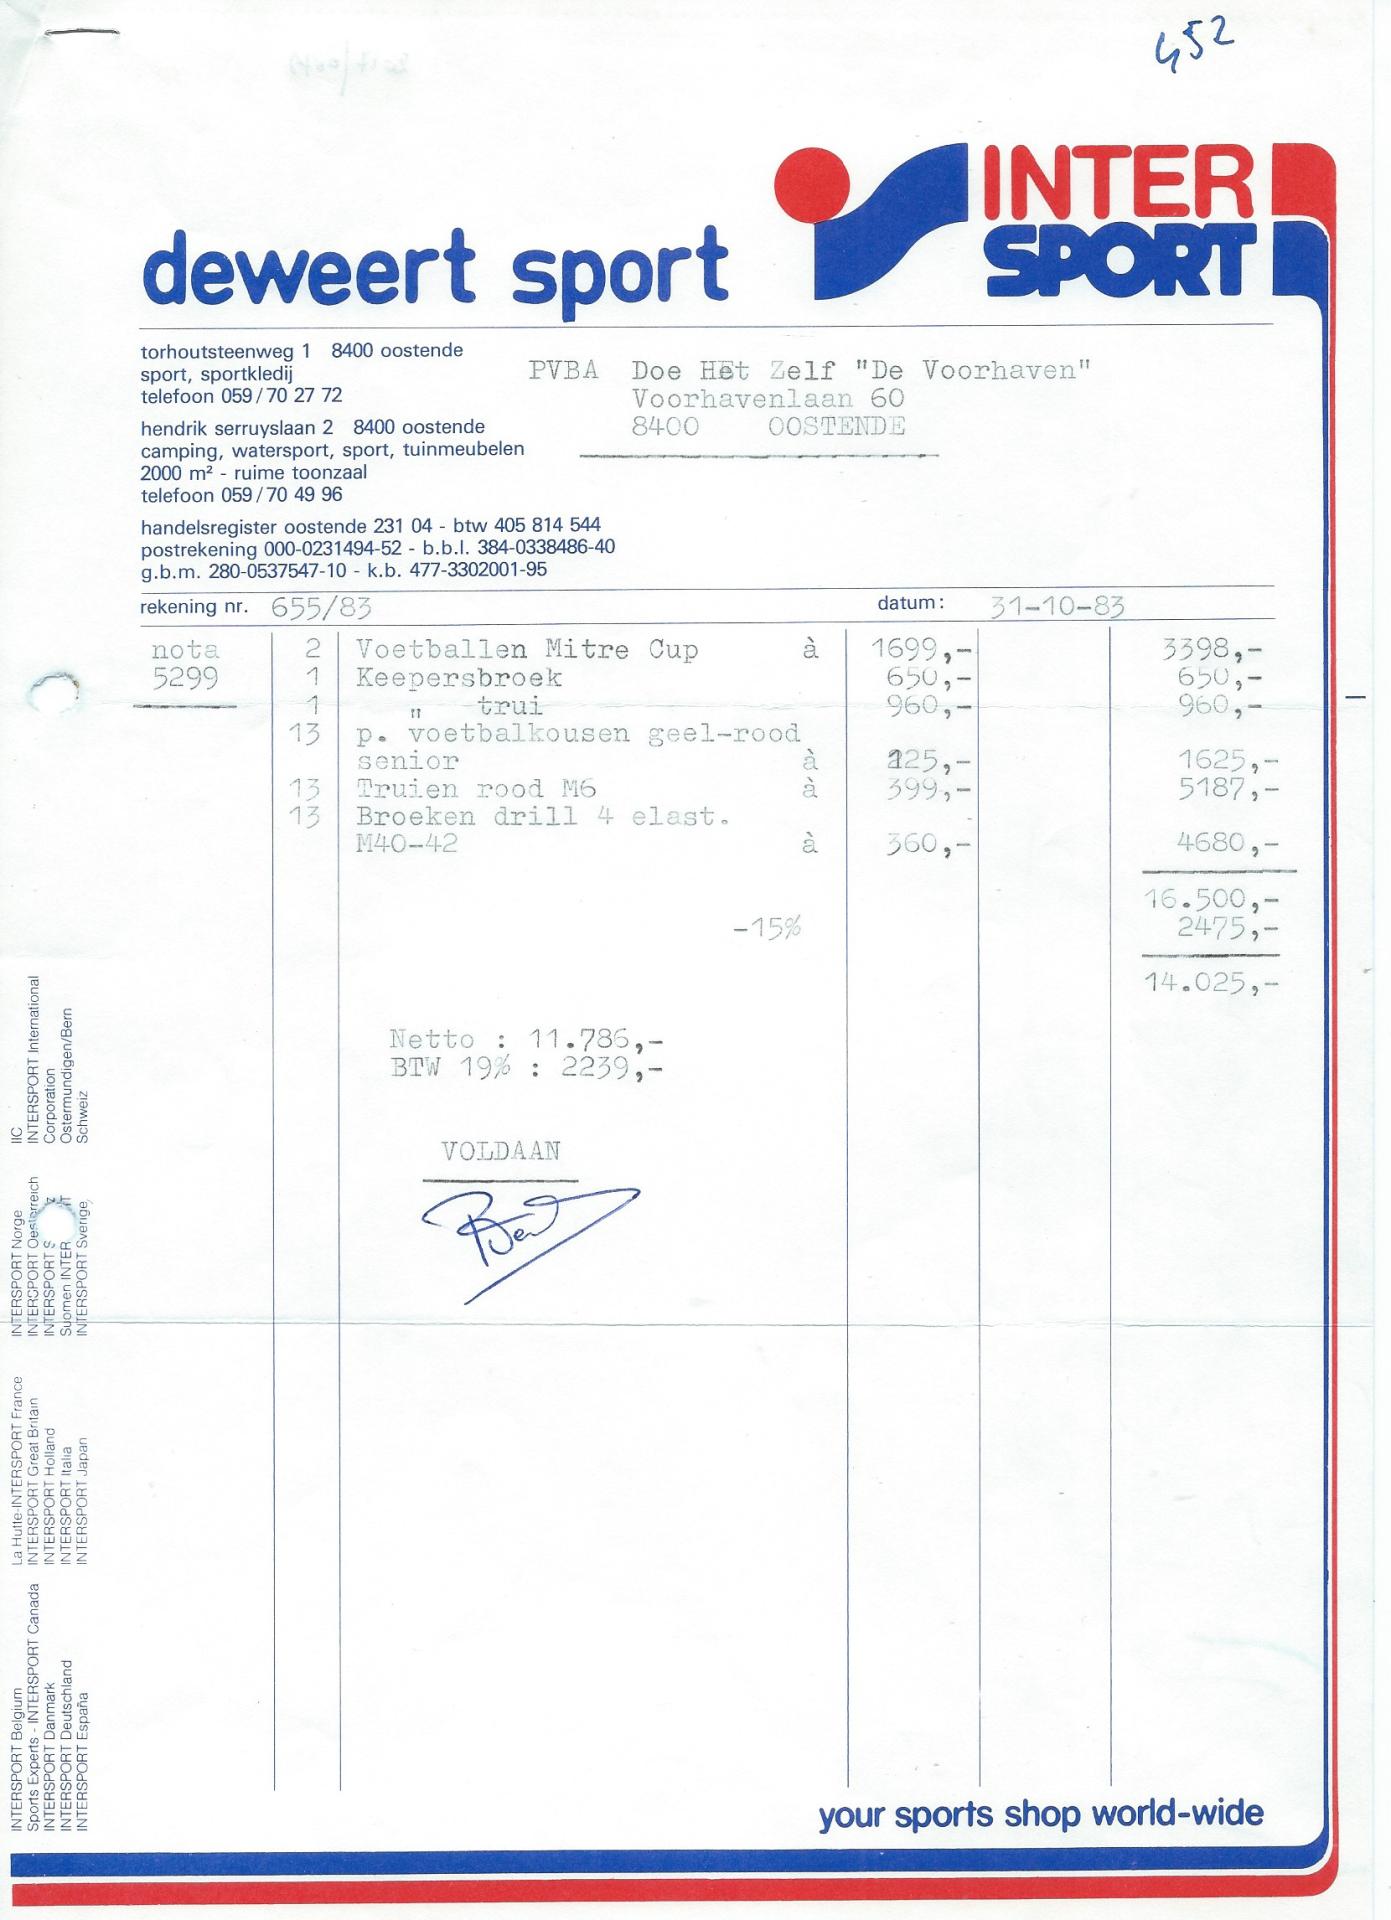 452
INTER
SPORT
deweert sport
torhoutsteenweg 1 8400 oostende
sport, sportkledij
telefoon 059/70 27 72
hendrik serruyslaan 2 8400 oostende
camping, watersport, sport, tuinmeubelen
2000 m² - ruime toonzaal
telefoon 059/70 49 96
handelsregister oostende 231 04 - btw 405 814 544
postrekening 000-0231494-52 - b.b.l. 384-0338486-40
g.b.m. 280-0537547-10 - k.b. 477-3302001-95
PVBA Doe Het Zelf "De Voorhaven"
Voorhavenlaan 60
8400 OOSTENDE
rekening nr. 655/83 datum: 31-10-83
nota 2 Voetballen Mitre Cup à 1699,- 3398,-
5299 1 Keepersbroek 650,- 650,-
1 " trui 960,- 960,-
13 p. voetbalkousen geel-rood
senior à 125,- 1625,-
13 Truien rood M6 à 399,- 5187,-
13 Broeken drill 4 elast.
M40-42 à 360,- 4680,-
16.500,-
-15% 2475,-
14.025,-
Netto : 11.786,-
BTW 19% : 2239,-
VOLDAAN
IIC
INTERSPORT International
Corporation
Ostermundigen/Bern
Schweiz
INTERSPORT Norge
INTERSPORT Oesterreich
INTERSPORT
Suomen
INTERSPORT Sverige
La Hutte-INTERSPORT France
INTERSPORT Great Britain
INTERSPORT Holland
INTERSPORT Italia
INTERSPORT Japan
INTERSPORT Belgium
Sports Experts - INTERSPORT Canada
INTERSPORT Danmark
INTERSPORT Deutschland
INTERSPORT España
your sports shop world-wide